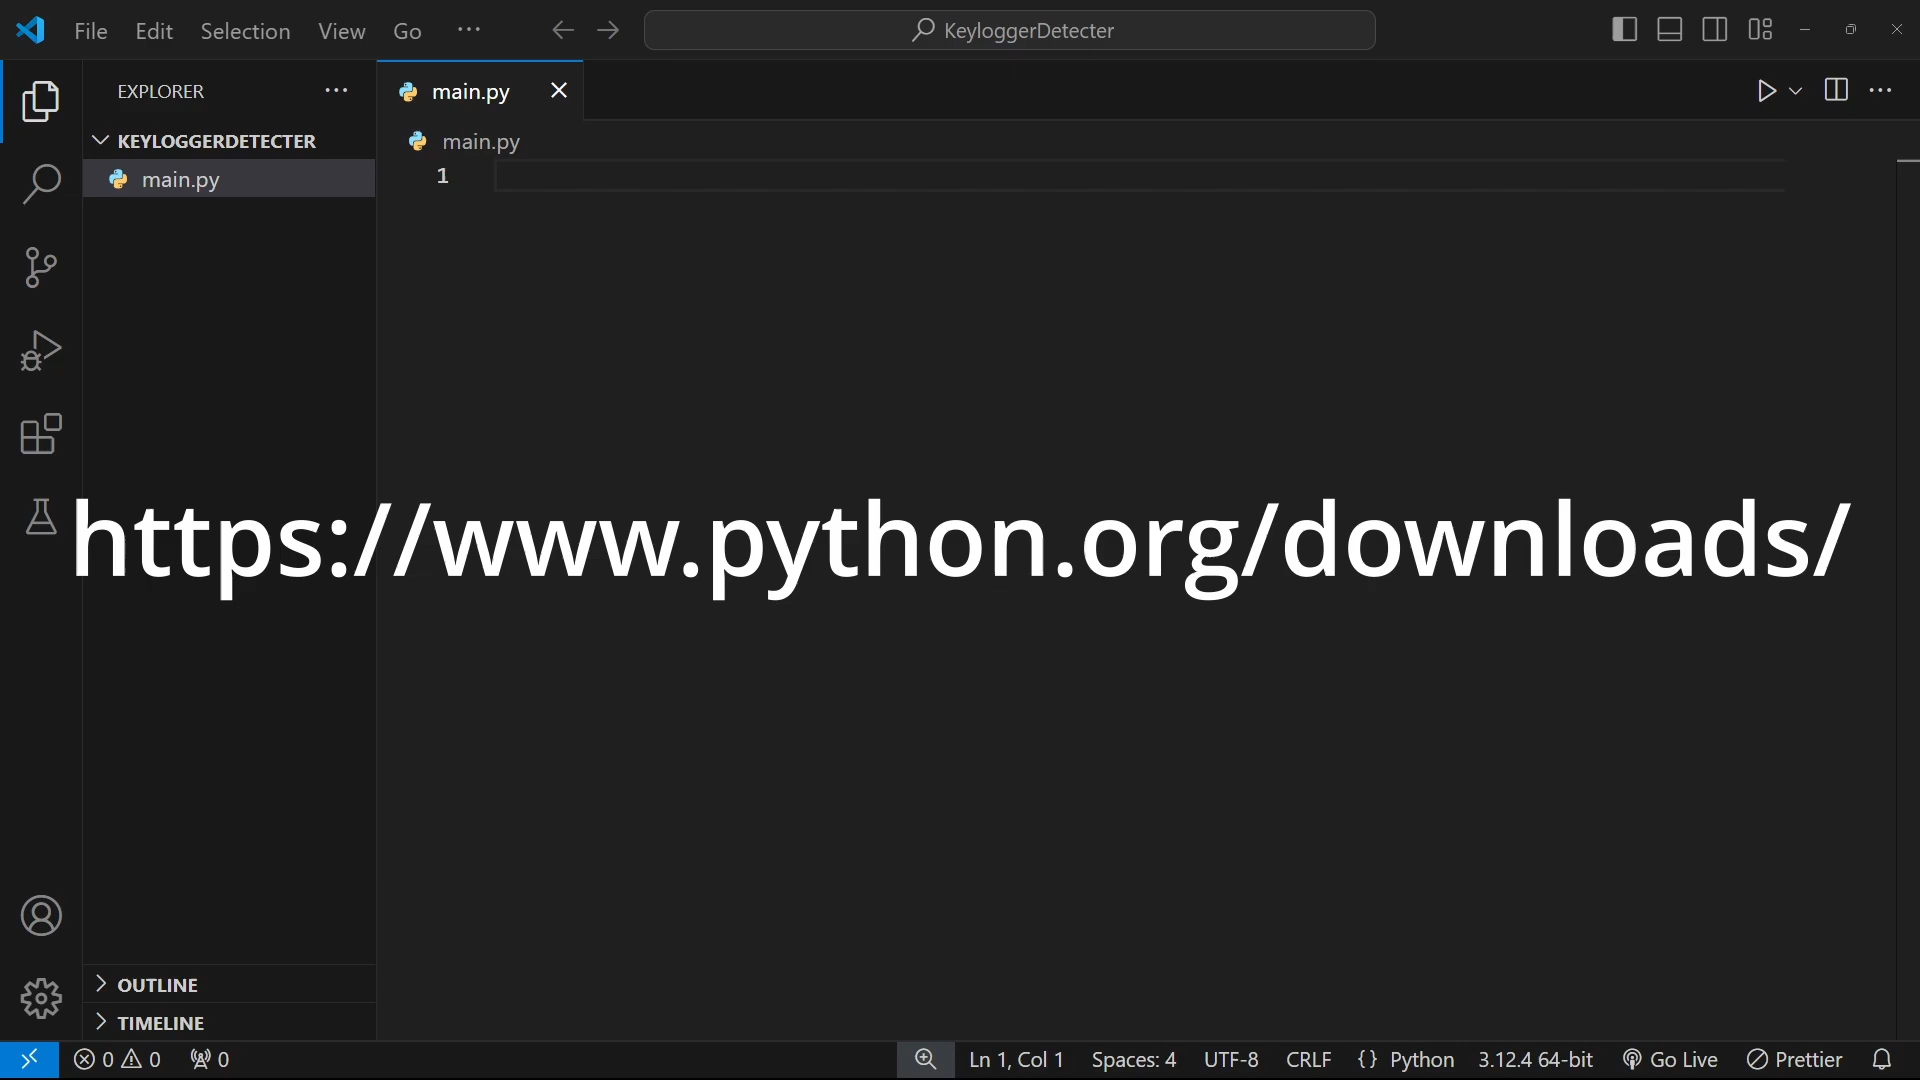 File Edit Selection View Go ···
KeyloggerDetecter
EXPLORER ···
main.py
KEYLOGGERDETECTER
main.py
main.py
1
https://www.python.org/downloads/
OUTLINE
TIMELINE
0 0 0
Ln 1, Col 1 Spaces: 4 UTF-8 CRLF {} Python 3.12.4 64-bit Go Live Prettier